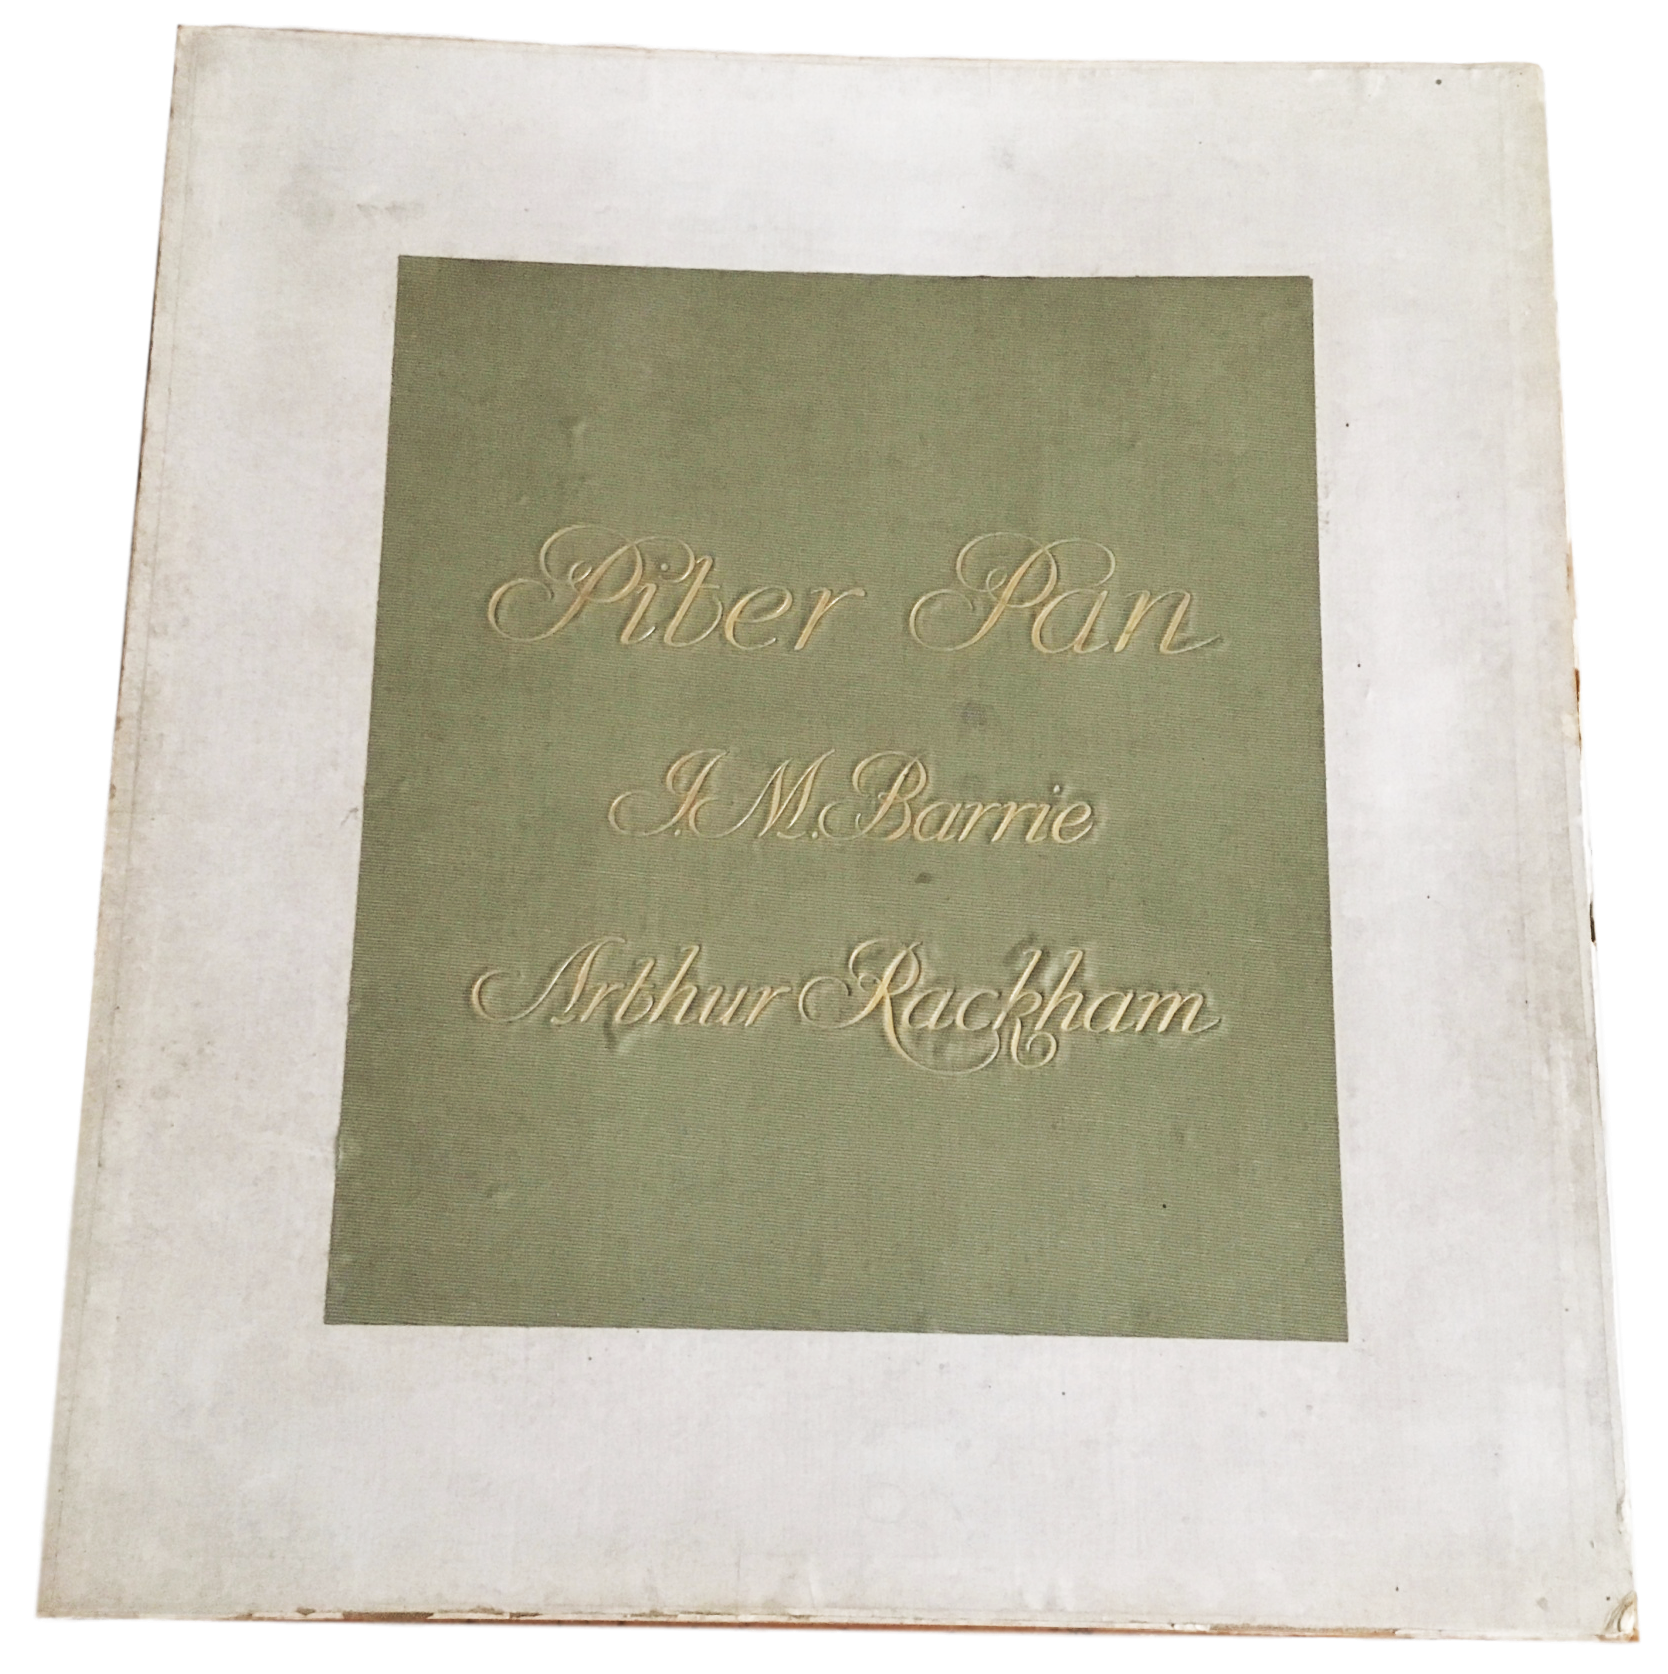 Piter Pan
J. M. Barrie
Arthur Rackham